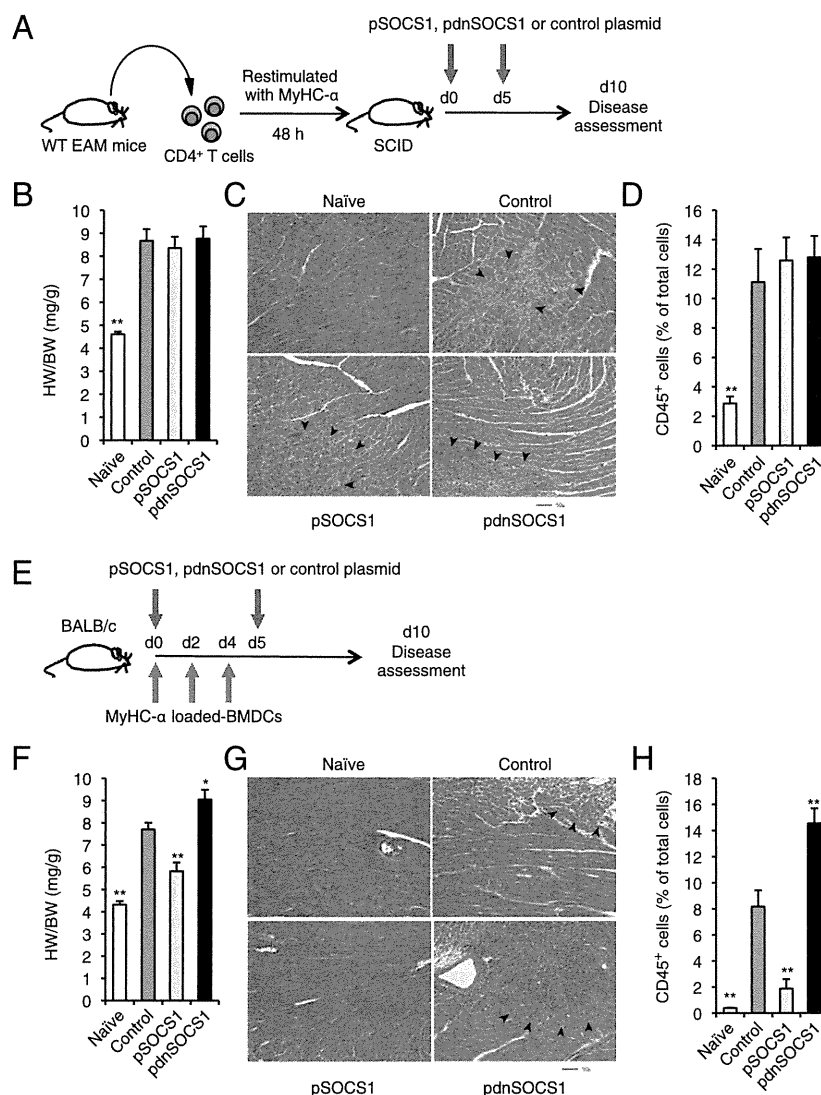 A
pSOCS1, pdnSOCS1 or control plasmid
Restimulated
with MyHC-α
48 h
d0
d5
d10
Disease
assessment
WT EAM mice
CD4⁺ T cells
SCID
B
HW/BW (mg/g)
10
9
8
7
6
5
4
3
2
1
0
**
Naïve
Control
pSOCS1
pdnSOCS1
C
Naïve
Control
pSOCS1
pdnSOCS1
D
CD45⁺ cells (% of total cells)
16
14
12
10
8
6
4
2
0
**
Naïve
Control
pSOCS1
pdnSOCS1
E
pSOCS1, pdnSOCS1 or control plasmid
BALB/c
d0
d2
d4
d5
d10
Disease
assessment
MyHC-α loaded-BMDCs
F
HW/BW (mg/g)
10
9
8
7
6
5
4
3
2
1
0
**
**
*
Naïve
Control
pSOCS1
pdnSOCS1
G
Naïve
Control
pSOCS1
pdnSOCS1
H
CD45⁺ cells (% of total cells)
18
16
14
12
10
8
6
4
2
0
**
**
**
Naïve
Control
pSOCS1
pdnSOCS1